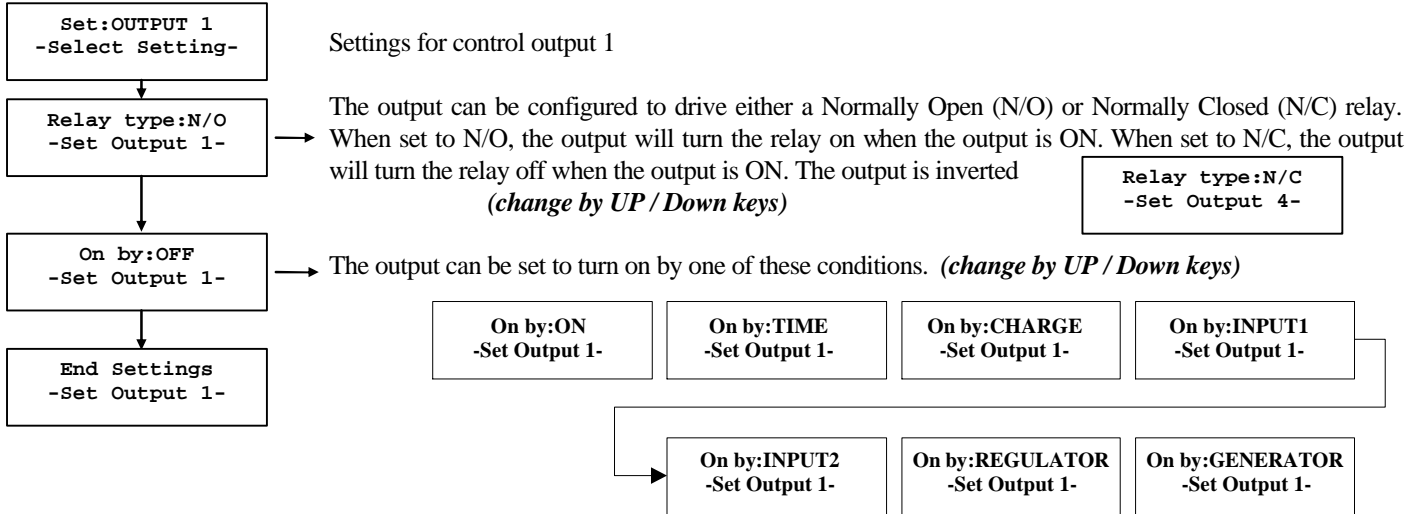 Set:OUTPUT 1
-Select Setting-
Settings for control output 1
Relay type:N/O
-Set Output 1-
The output can be configured to drive either a Normally Open (N/O) or Normally Closed (N/C) relay.
When set to N/O, the output will turn the relay on when the output is ON. When set to N/C, the output
will turn the relay off when the output is ON. The output is inverted
(change by UP / Down keys)
Relay type:N/C
-Set Output 4-
On by:OFF
-Set Output 1-
The output can be set to turn on by one of these conditions. (change by UP / Down keys)
On by:ON
-Set Output 1-
On by:TIME
-Set Output 1-
On by:CHARGE
-Set Output 1-
On by:INPUT1
-Set Output 1-
End Settings
-Set Output 1-
On by:INPUT2
-Set Output 1-
On by:REGULATOR
-Set Output 1-
On by:GENERATOR
-Set Output 1-